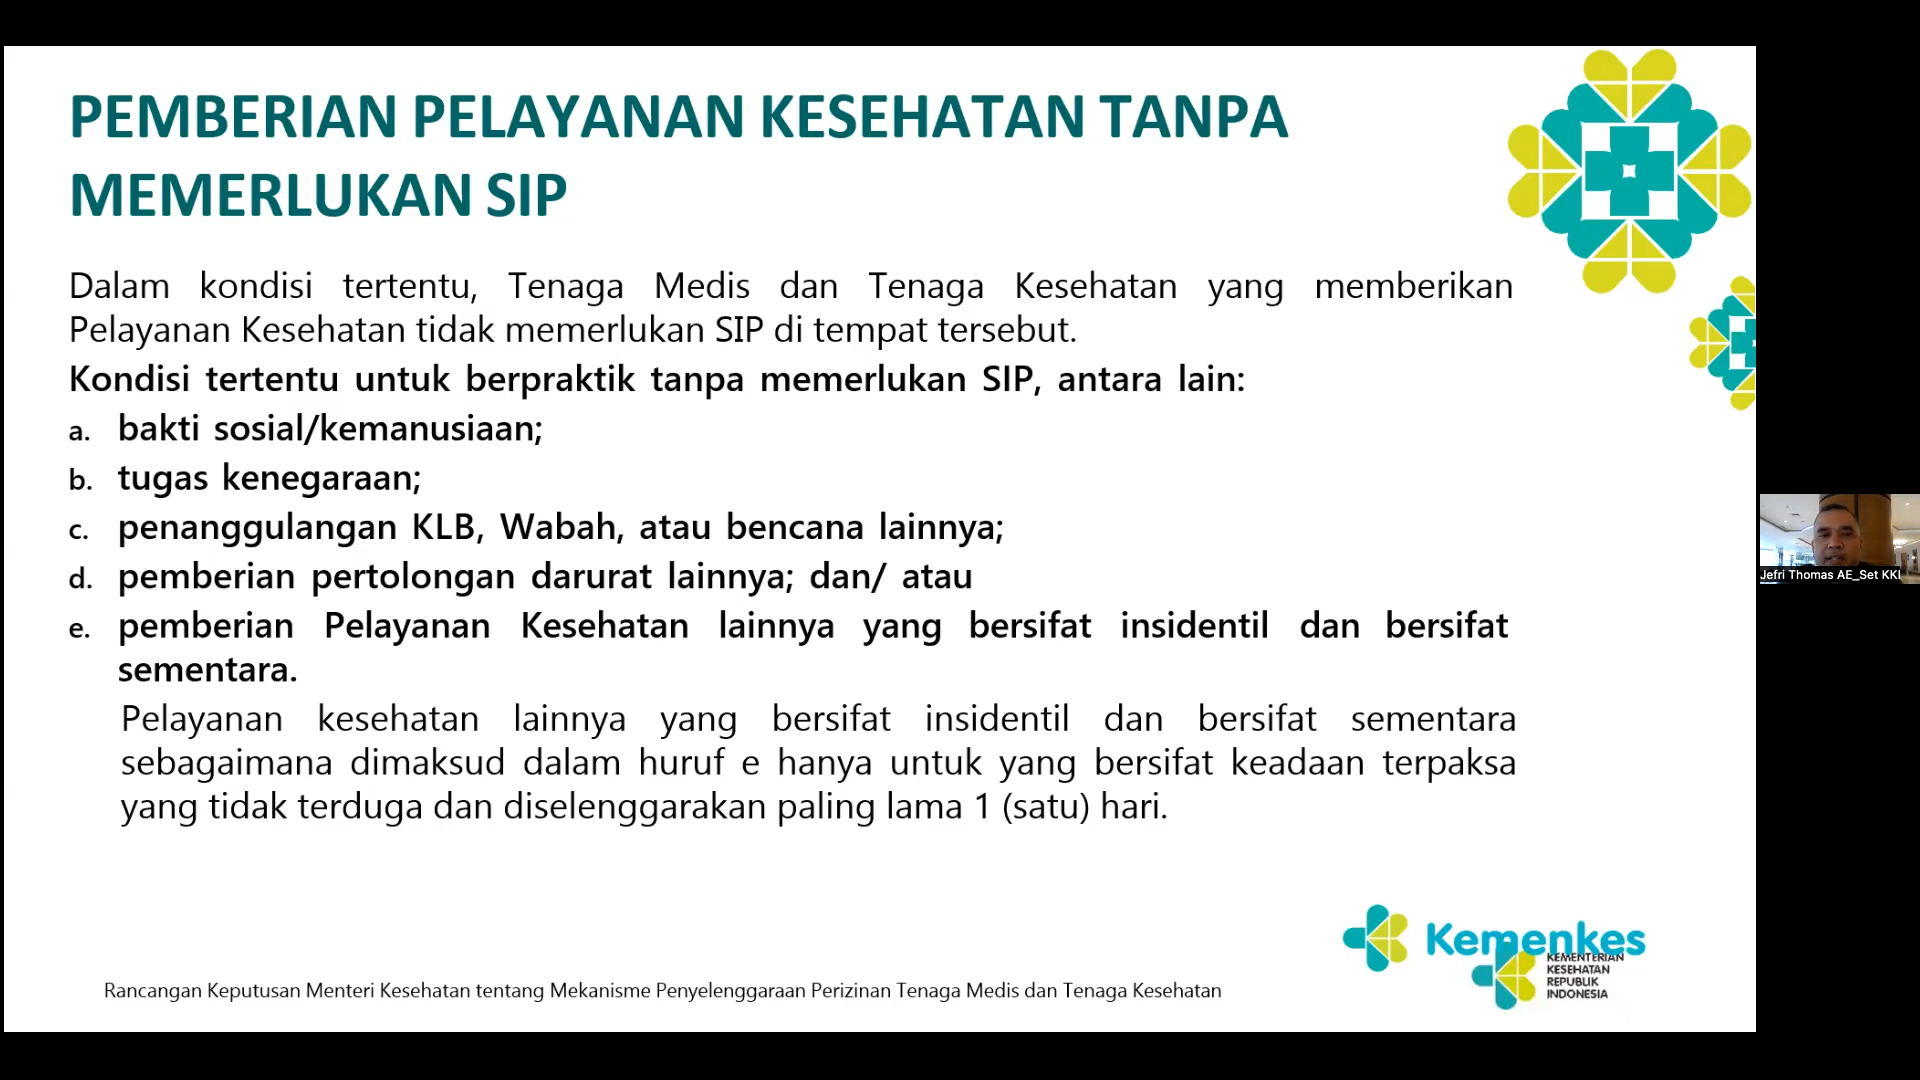 PEMBERIAN PELAYANAN KESEHATAN TANPA
MEMERLUKAN SIP
Dalam kondisi tertentu, Tenaga Medis dan Tenaga Kesehatan yang memberikan
Pelayanan Kesehatan tidak memerlukan SIP di tempat tersebut.
Kondisi tertentu untuk berpraktik tanpa memerlukan SIP, antara lain:
a. bakti sosial/kemanusiaan;
b. tugas kenegaraan;
c. penanggulangan KLB, Wabah, atau bencana lainnya;
d. pemberian pertolongan darurat lainnya; dan/ atau
e. pemberian Pelayanan Kesehatan lainnya yang bersifat insidentil dan bersifat
sementara.
Pelayanan kesehatan lainnya yang bersifat insidentil dan bersifat sementara
sebagaimana dimaksud dalam huruf e hanya untuk yang bersifat keadaan terpaksa
yang tidak terduga dan diselenggarakan paling lama 1 (satu) hari.
Jefri Thomas AE_Set KKI
Kemenkes
KEMENTERIAN
KESEHATAN
REPUBLIK
INDONESIA
Rancangan Keputusan Menteri Kesehatan tentang Mekanisme Penyelenggaraan Perizinan Tenaga Medis dan Tenaga Kesehatan